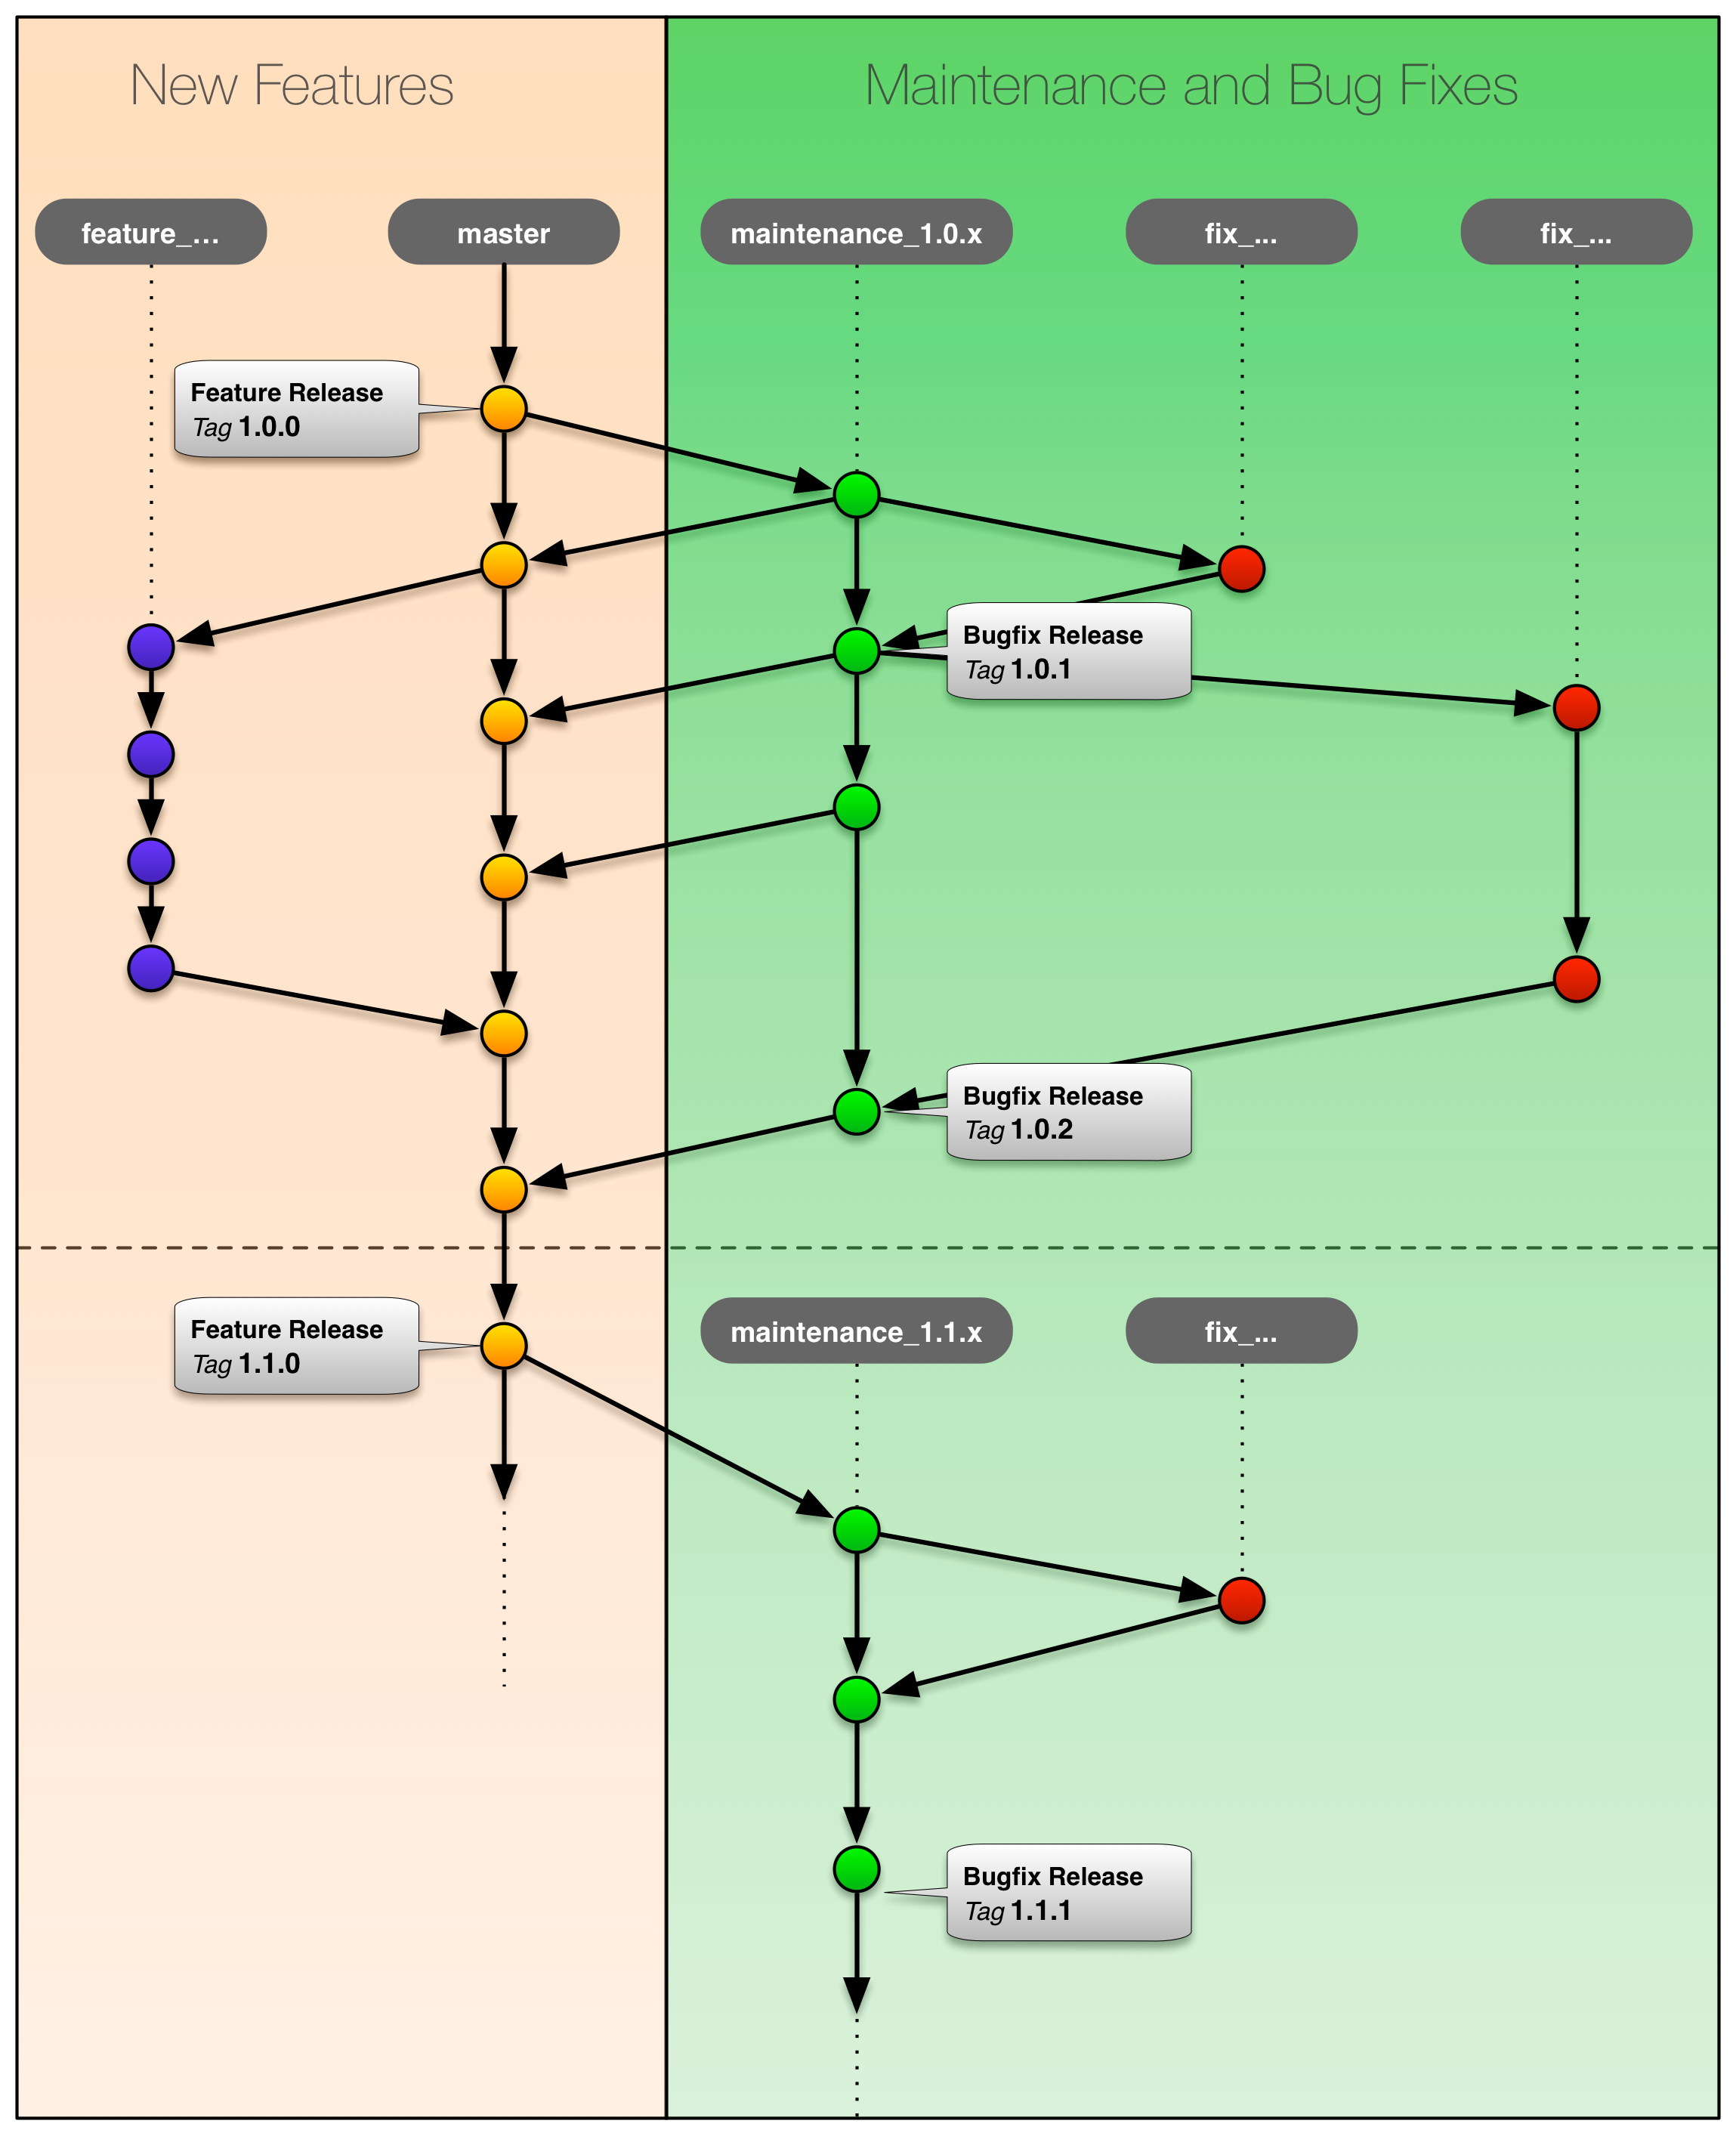 New Features
Maintenance and Bug Fixes
feature_...
master
maintenance_1.0.x
fix_...
fix_...
Feature Release
Tag 1.0.0
Bugfix Release
Tag 1.0.1
Bugfix Release
Tag 1.0.2
Feature Release
Tag 1.1.0
maintenance_1.1.x
fix_...
Bugfix Release
Tag 1.1.1